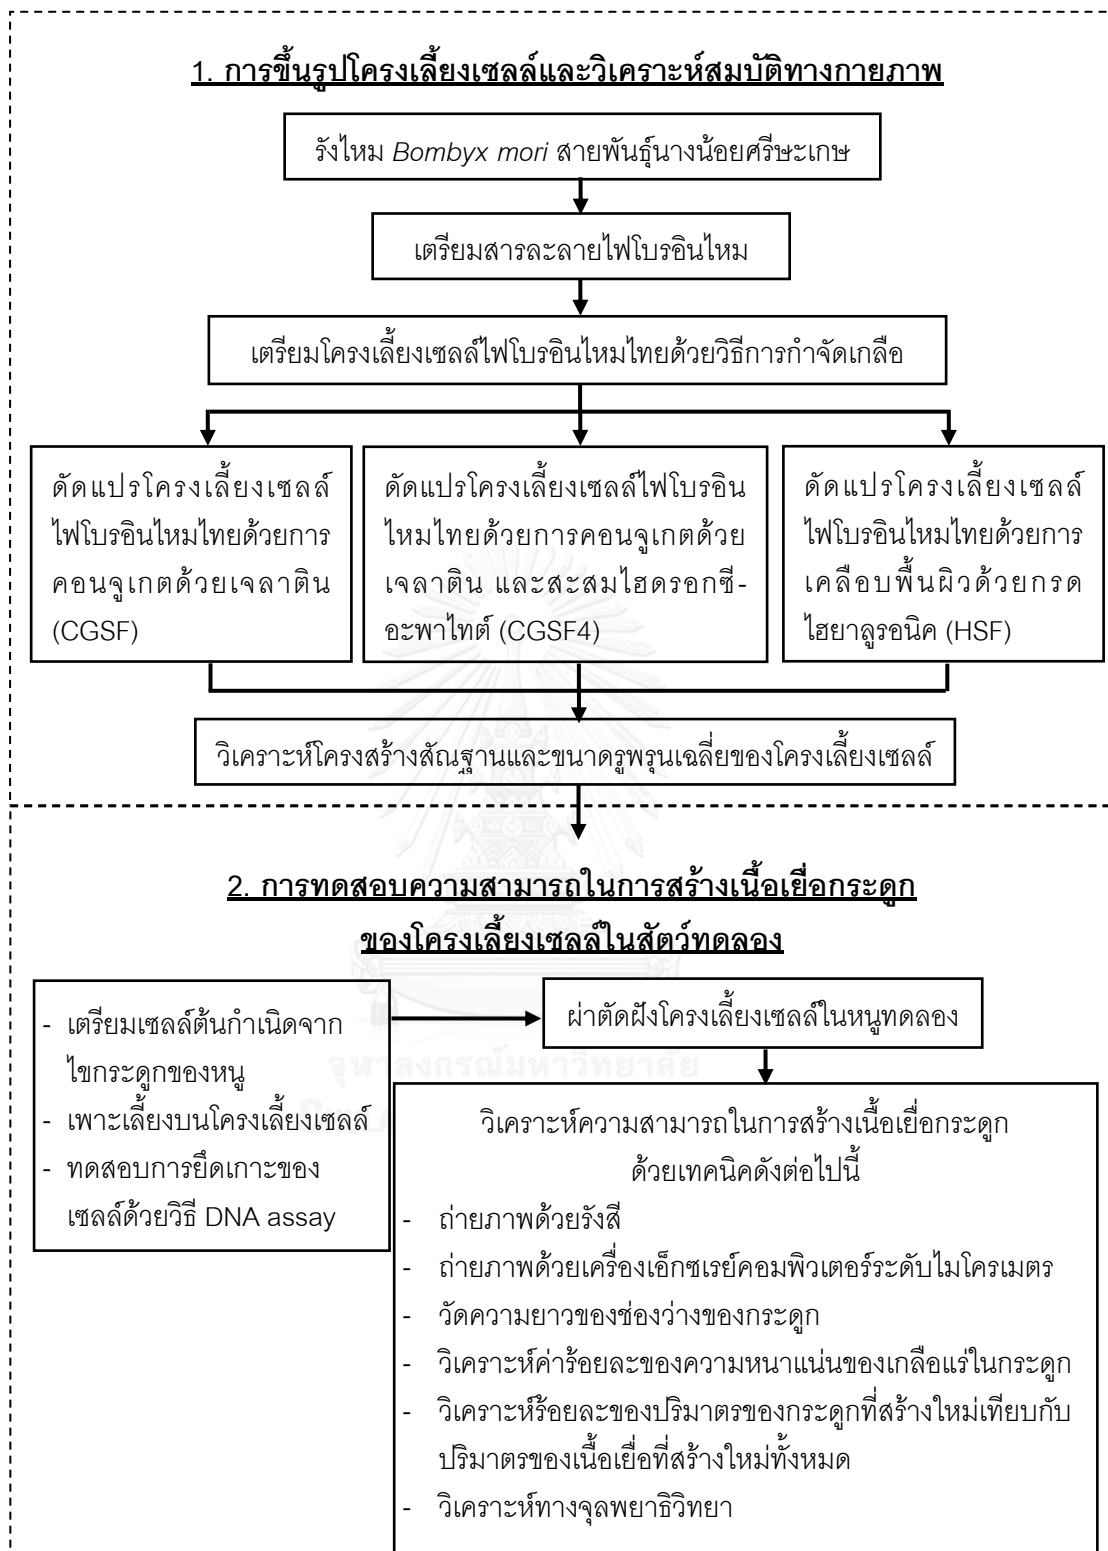 1. การขึ้นรูปโครงเลี้ยงเซลล์และวิเคราะห์สมบัติทางกายภาพ
รังไหม Bombyx mori สายพันธุ์นางน้อยศรีษะเกษ
เตรียมสารละลายไฟโบรอินไหม
เตรียมโครงเลี้ยงเซลล์ไฟโบรอินไหมไทยด้วยวิธีการกำจัดเกลือ
ดัดแปรโครงเลี้ยงเซลล์
ไฟโบรอินไหมไทยด้วยการ
คอนจูเกตด้วยเจลาติน
(CGSF)
ดัดแปรโครงเลี้ยงเซลล์ไฟโบรอิน
ไหมไทยด้วยการคอนจูเกตด้วย
เจลาติน และสะสมไฮดรอกซี-
อะพาไทต์ (CGSF4)
ดัดแปรโครงเลี้ยงเซลล์
ไฟโบรอินไหมไทยด้วยการ
เคลือบพื้นผิวด้วยกรด
ไฮยาลูรอนิค (HSF)
วิเคราะห์โครงสร้างสัณฐานและขนาดรูพรุนเฉลี่ยของโครงเลี้ยงเซลล์
2. การทดสอบความสามารถในการสร้างเนื้อเยื่อกระดูก
ของโครงเลี้ยงเซลล์ในสัตว์ทดลอง
- เตรียมเซลล์ต้นกำเนิดจาก
ไขกระดูกของหนู
- เพาะเลี้ยงบนโครงเลี้ยงเซลล์
- ทดสอบการยึดเกาะของ
เซลล์ด้วยวิธี DNA assay
ผ่าตัดฝังโครงเลี้ยงเซลล์ในหนูทดลอง
จุฬาลงกรณ์มหาวิทยาลัย
วิเคราะห์ความสามารถในการสร้างเนื้อเยื่อกระดูก
ด้วยเทคนิคดังต่อไปนี้
- ถ่ายภาพด้วยรังสี
- ถ่ายภาพด้วยเครื่องเอ็กซเรย์คอมพิวเตอร์ระดับไมโครเมตร
- วัดความยาวของช่องว่างของกระดูก
- วิเคราะห์ค่าร้อยละของความหนาแน่นของเกลือแร่ในกระดูก
- วิเคราะห์ร้อยละของปริมาตรของกระดูกที่สร้างใหม่เทียบกับ
ปริมาตรของเนื้อเยื่อที่สร้างใหม่ทั้งหมด
- วิเคราะห์ทางจุลพยาธิวิทยา